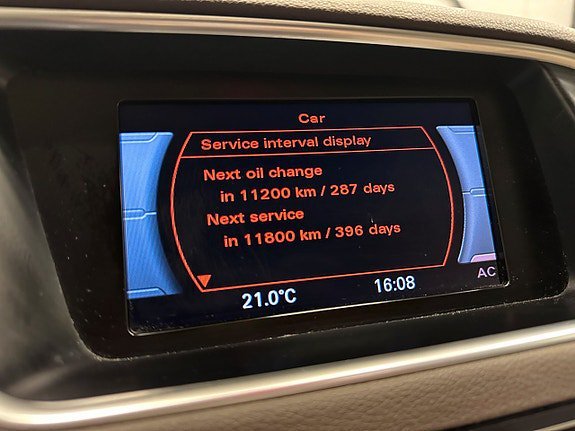 Car
Service interval display
Next oil change
in 11200 km / 287 days
Next service
in 11800 km / 396 days
21.0°C
16:08
AC